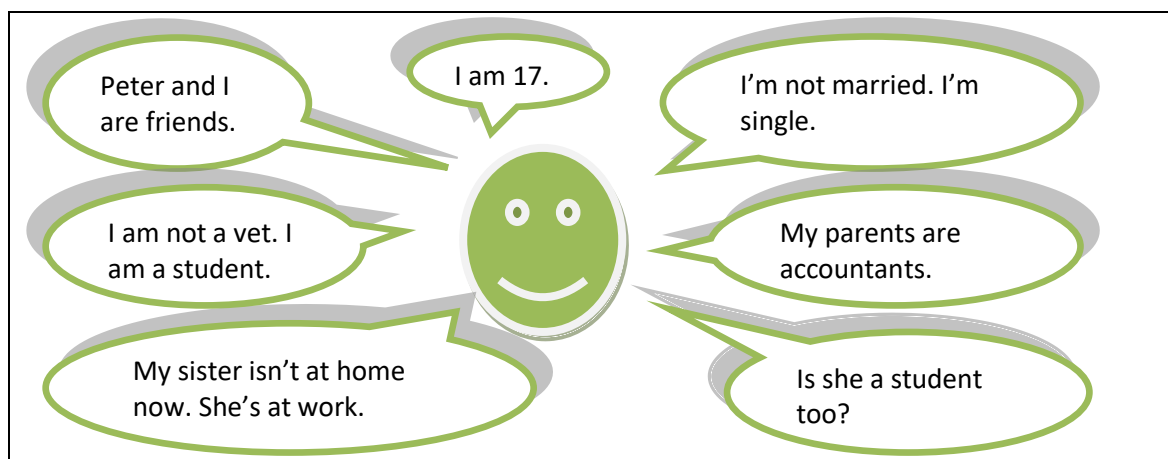 Peter and I
are friends.
I am 17.
I’m not married. I’m
single.
I am not a vet. I
am a student.
My parents are
accountants.
My sister isn’t at home
now. She’s at work.
Is she a student
too?